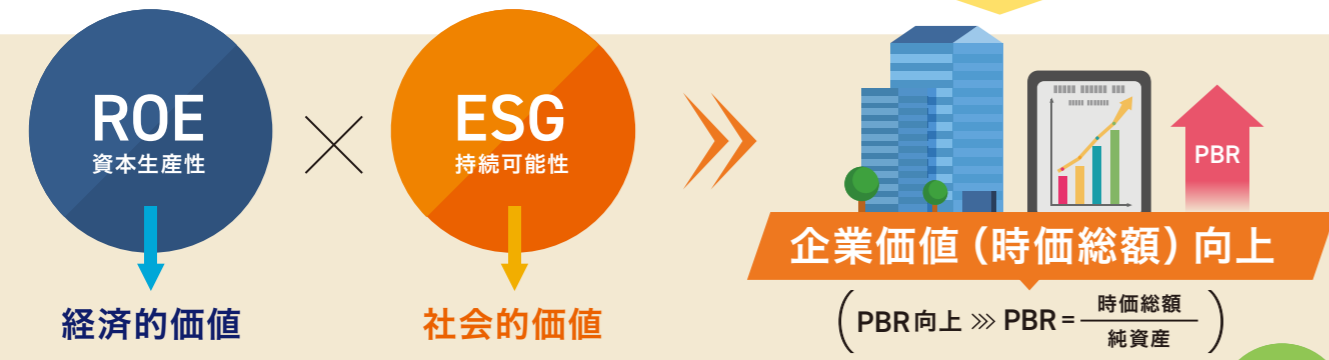 ROE
資本生産性
×
ESG
持続可能性
経済的価値
社会的価値
PBR
企業価値（時価総額）向上
(PBR向上 >>> PBR = 時価総額
純資産)